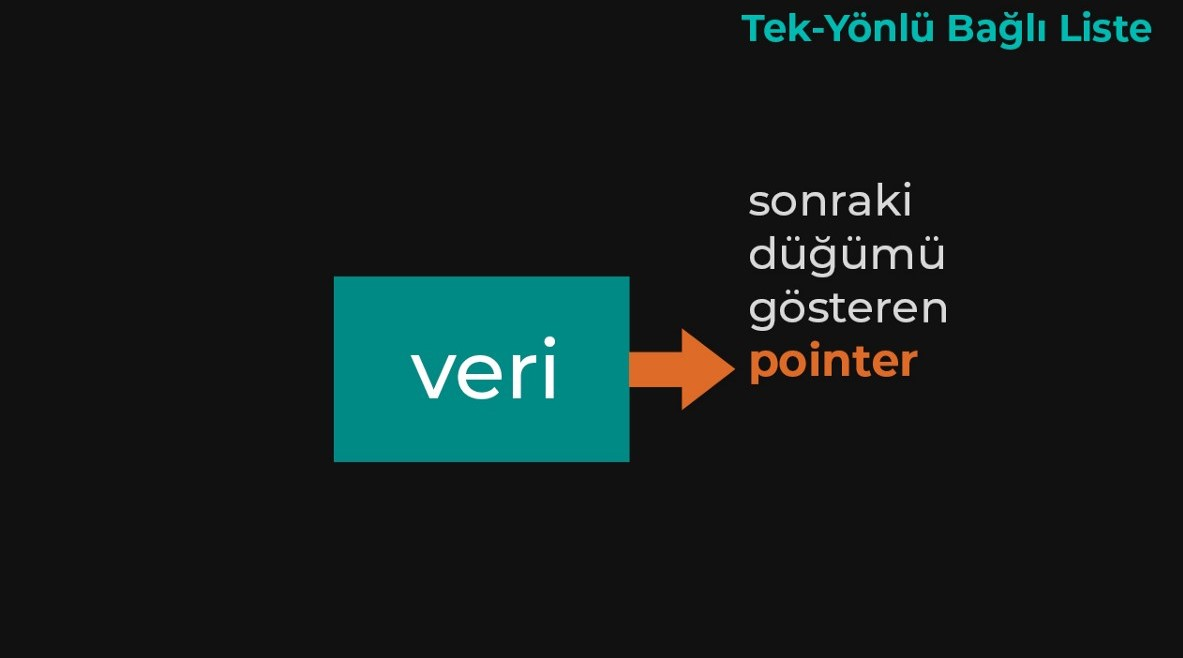 Tek-Yönlü Bağlı Liste
sonraki
düğümü
gösteren
pointer
veri